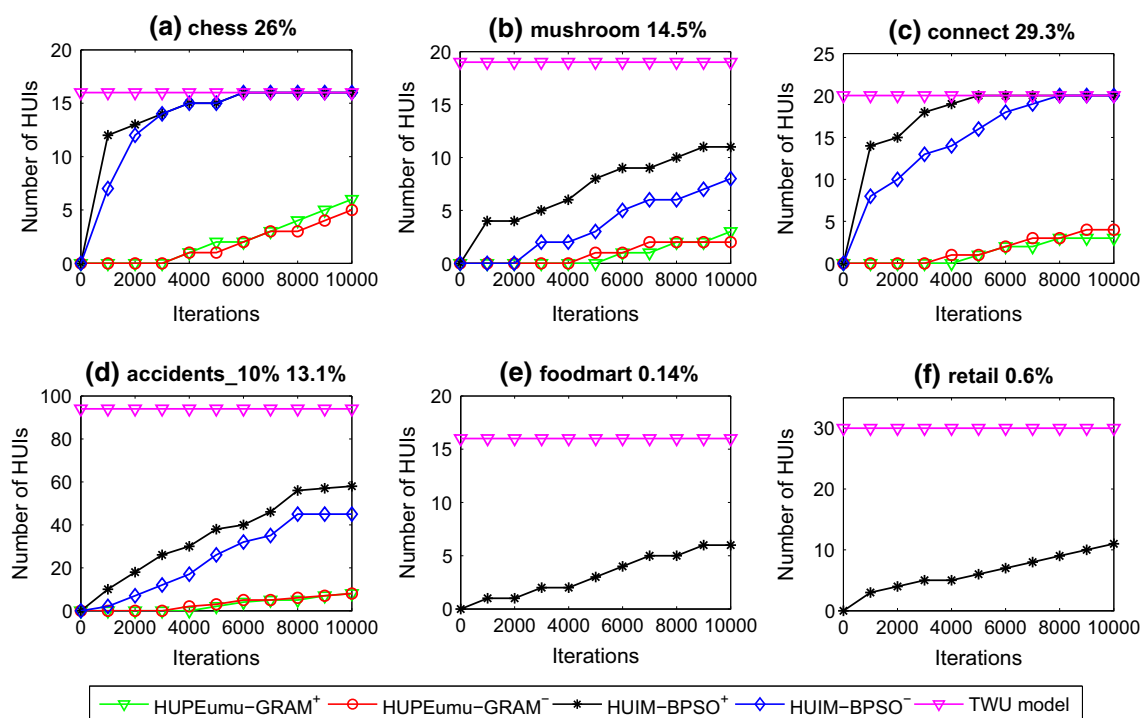 (a) chess 26%
20
15
10
5
0
Number of HUIs
0 2000 4000 6000 8000 10000
Iterations
(b) mushroom 14.5%
20
15
10
5
0
Number of HUIs
0 2000 4000 6000 8000 10000
Iterations
(c) connect 29.3%
25
20
15
10
5
0
Number of HUIs
0 2000 4000 6000 8000 10000
Iterations
(d) accidents_10% 13.1%
100
80
60
40
20
0
Number of HUIs
0 2000 4000 6000 8000 10000
Iterations
(e) foodmart 0.14%
20
15
10
5
0
Number of HUIs
0 2000 4000 6000 8000 10000
Iterations
(f) retail 0.6%
30
20
10
0
Number of HUIs
0 2000 4000 6000 8000 10000
Iterations
HUPEumu−GRAM⁺ HUPEumu−GRAM⁻ HUIM−BPSO⁺ HUIM−BPSO⁻ TWU model